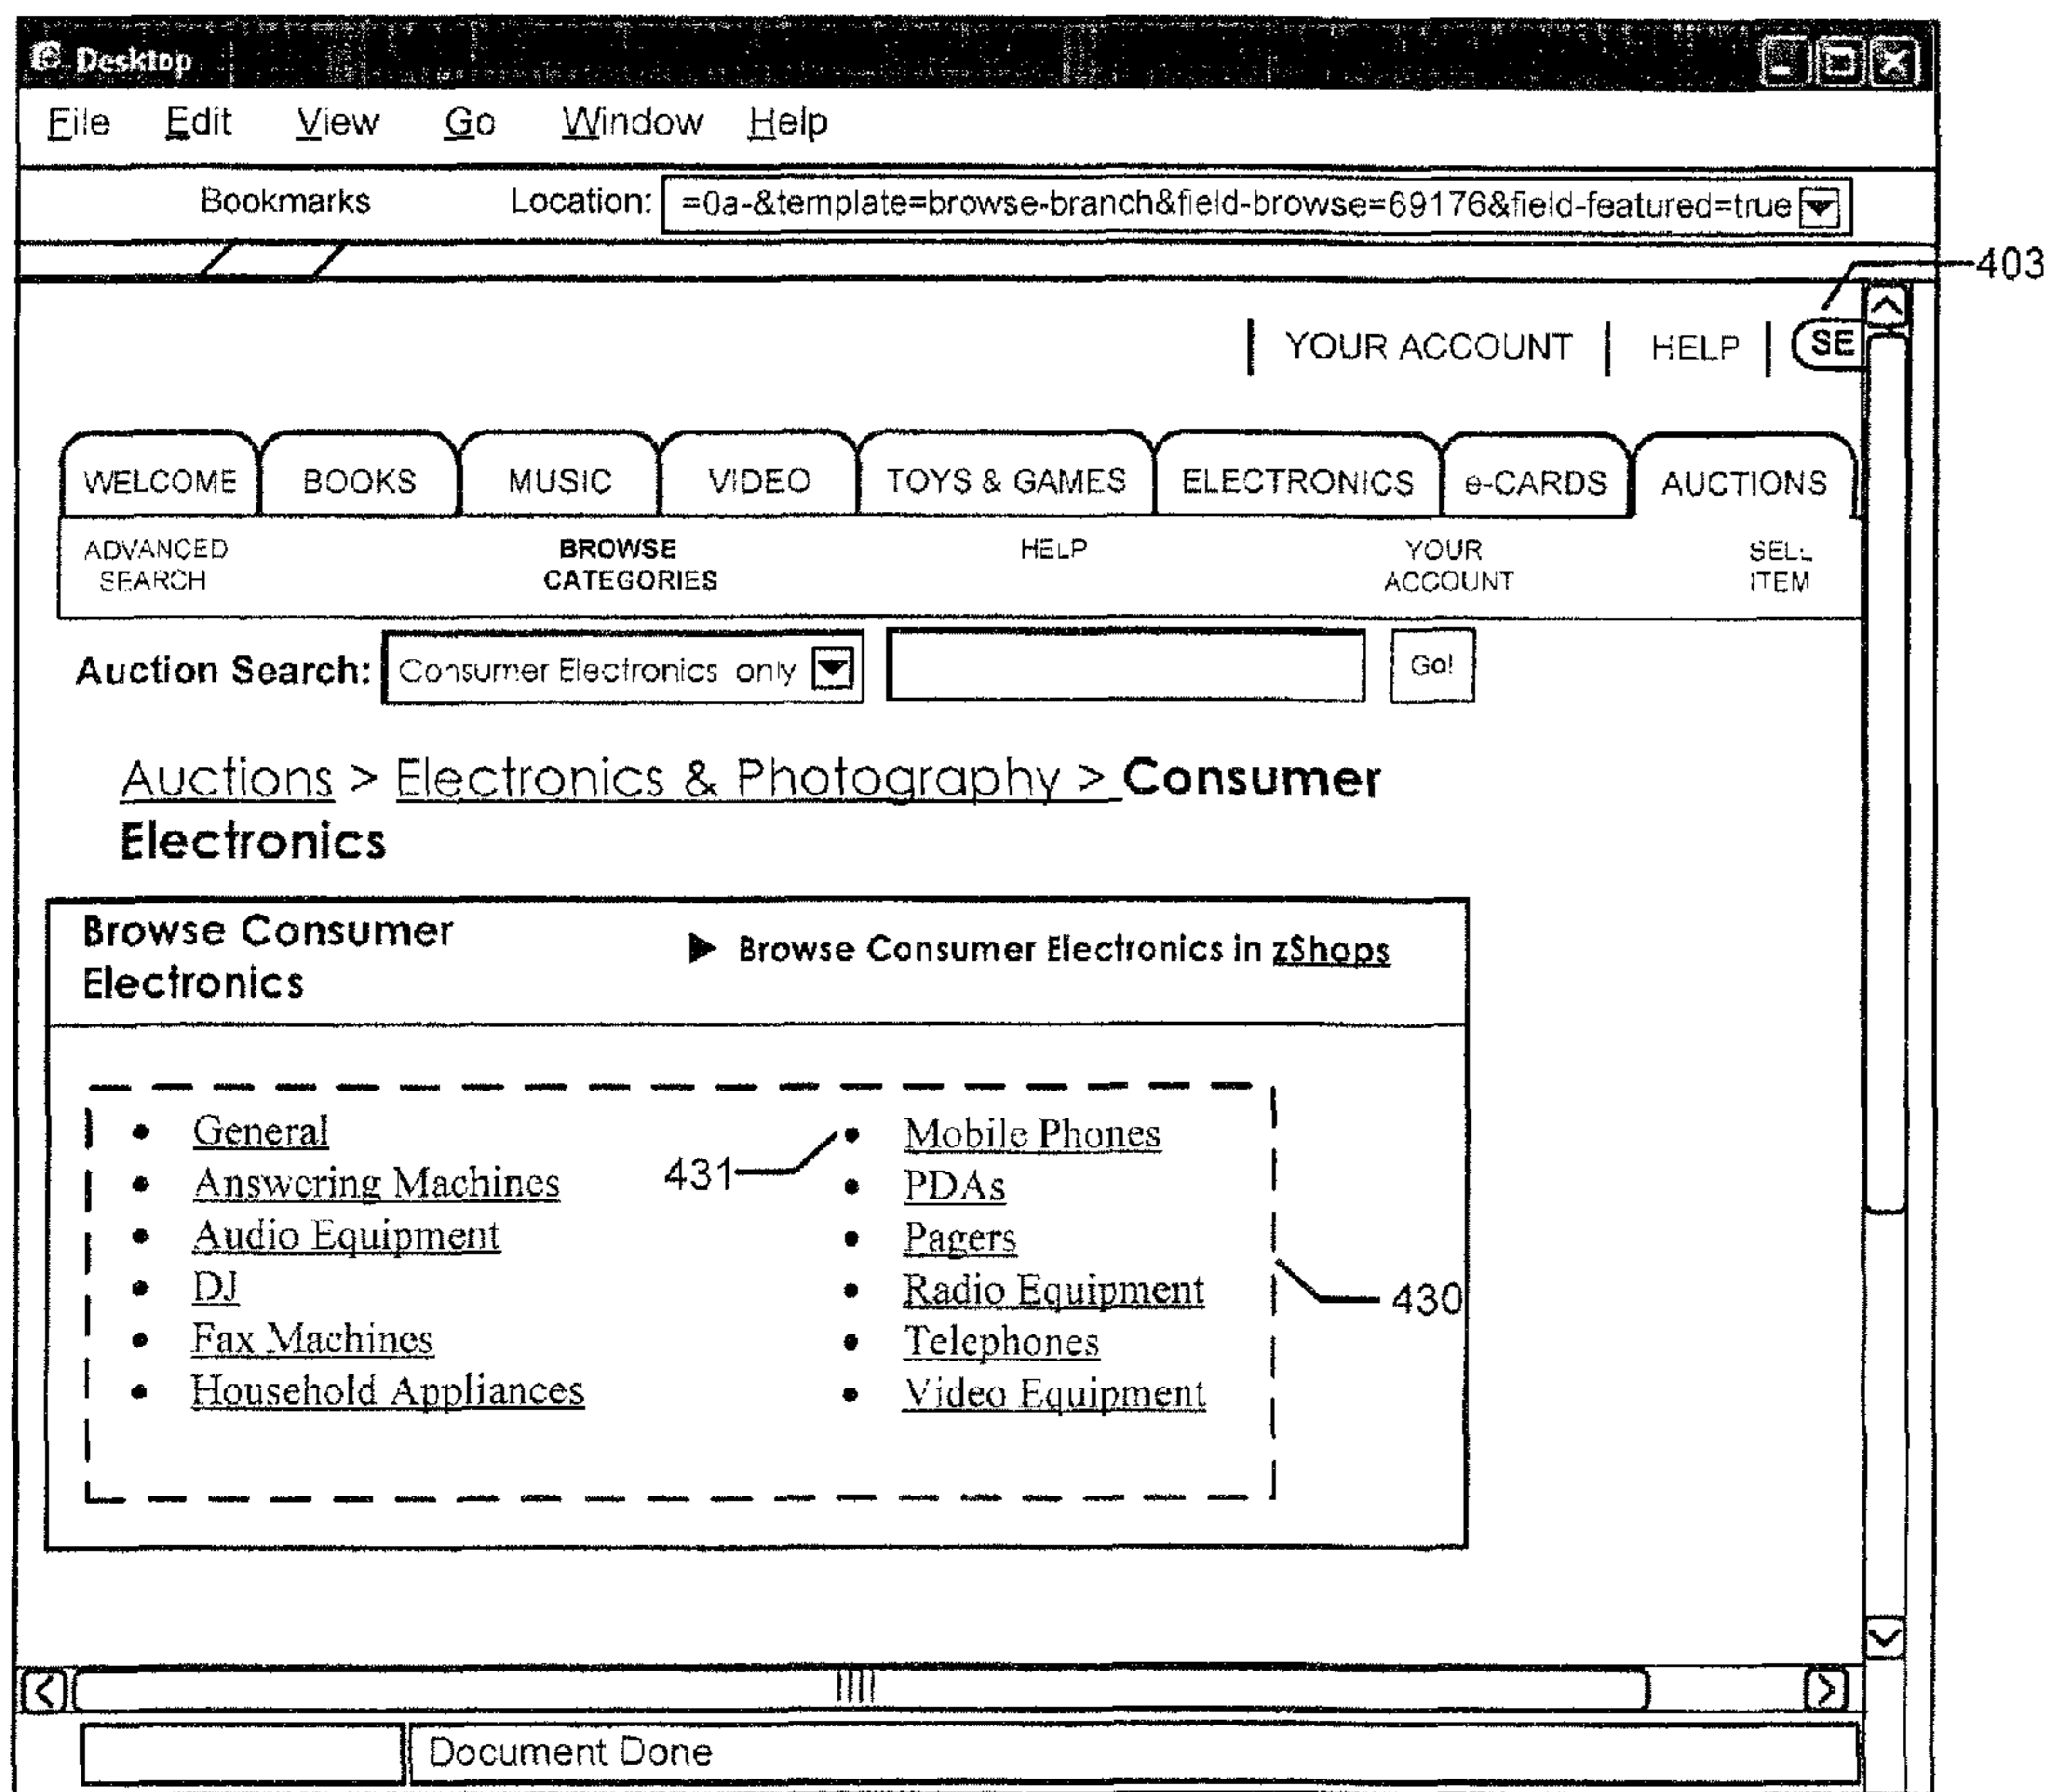 Desktop
File Edit View Go Window Help
Bookmarks Location: =0a-&template=browse-branch&field-browse=69176&field-featured=true
403
YOUR ACCOUNT HELP SE
WELCOME BOOKS MUSIC VIDEO TOYS & GAMES ELECTRONICS e-CARDS AUCTIONS
ADVANCED BROWSE HELP YOUR SELL
SEARCH CATEGORIES ACCOUNT ITEM
Auction Search: Consumer Electronics only Go!
Auctions > Electronics & Photography > Consumer
Electronics
Browse Consumer
Electronics
► Browse Consumer Electronics in zShops
• General
• Answering Machines
• Audio Equipment
• DJ
• Fax Machines
• Household Appliances
431
• Mobile Phones
• PDAs
• Pagers
• Radio Equipment
• Telephones
• Video Equipment
430
Document Done